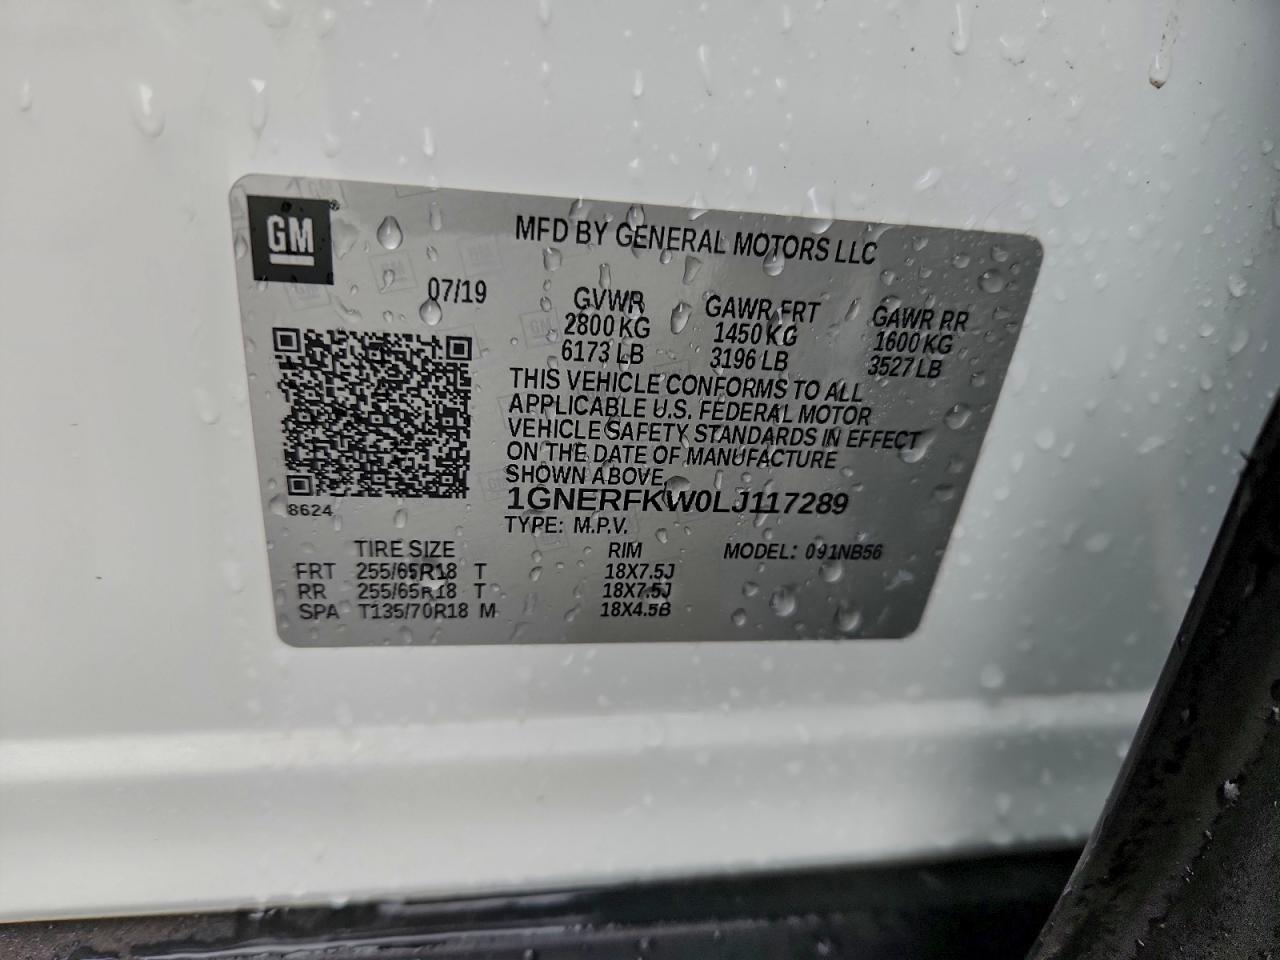 GM
MFD BY GENERAL MOTORS LLC
07/19
GVWR GAWR FRT GAWR RR
2800 KG 1450 KG 1600 KG
6173 LB 3196 LB 3527 LB
THIS VEHICLE CONFORMS TO ALL
APPLICABLE U.S. FEDERAL MOTOR
VEHICLE SAFETY STANDARDS IN EFFECT
ON THE DATE OF MANUFACTURE
SHOWN ABOVE.
1GNERFKW0LJ117289
8624
TYPE: M.P.V.
TIRE SIZE RIM MODEL: 091NB56
FRT 255/65R18 T 18X7.5J
RR 255/65R18 T 18X7.5J
SPA T135/70R18 M 18X4.5B